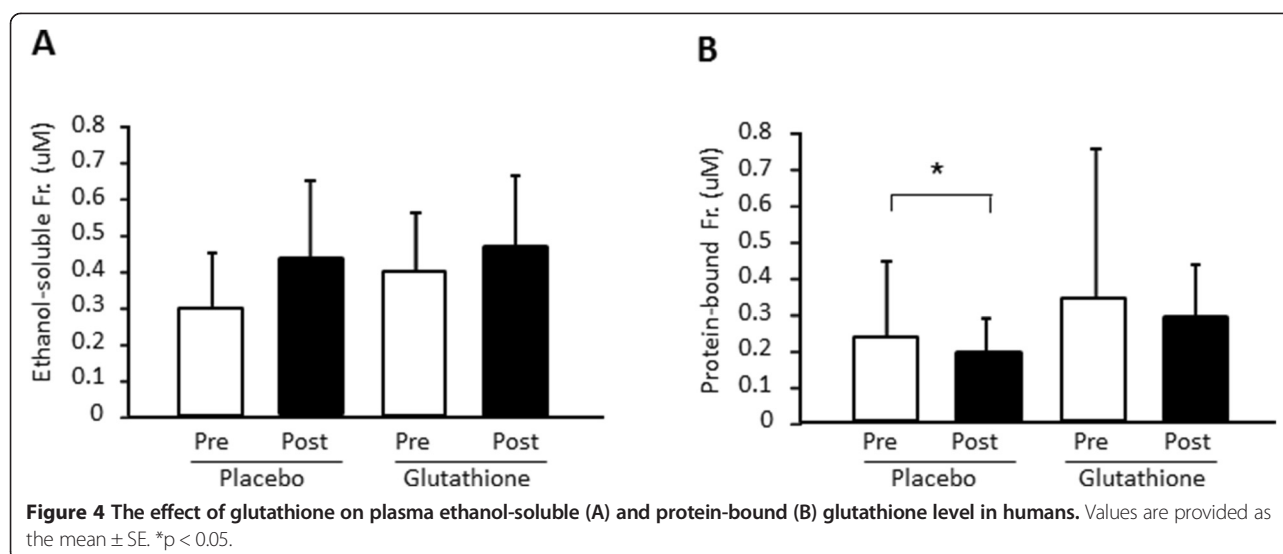 A
Ethanol-soluble Fr. (uM)
0.8
0.7
0.6
0.5
0.4
0.3
0.2
0.1
0
Pre Post Pre Post
Placebo Glutathione
B
Protein-bound Fr. (uM)
0.8
0.7
0.6
0.5
0.4
0.3
0.2
0.1
0
*
Pre Post Pre Post
Placebo Glutathione
Figure 4 The effect of glutathione on plasma ethanol-soluble (A) and protein-bound (B) glutathione level in humans. Values are provided as
the mean ± SE. *p < 0.05.